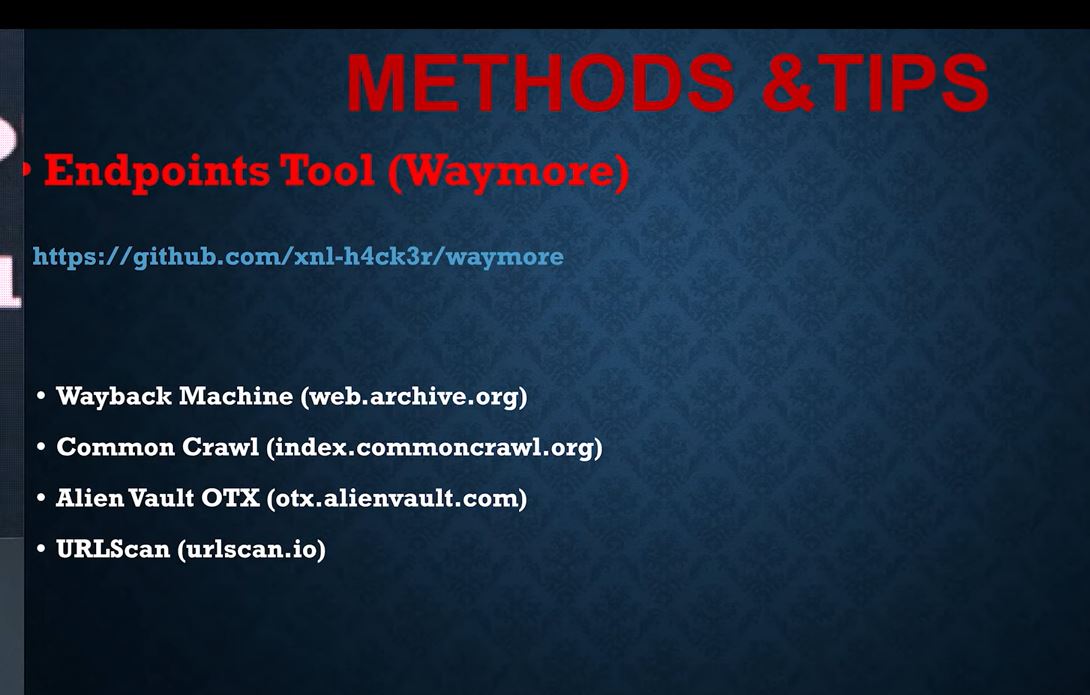 METHODS &TIPS
• Endpoints Tool (Waymore)
https://github.com/xnl-h4ck3r/waymore
• Wayback Machine (web.archive.org)
• Common Crawl (index.commoncrawl.org)
• Alien Vault OTX (otx.alienvault.com)
• URLScan (urlscan.io)